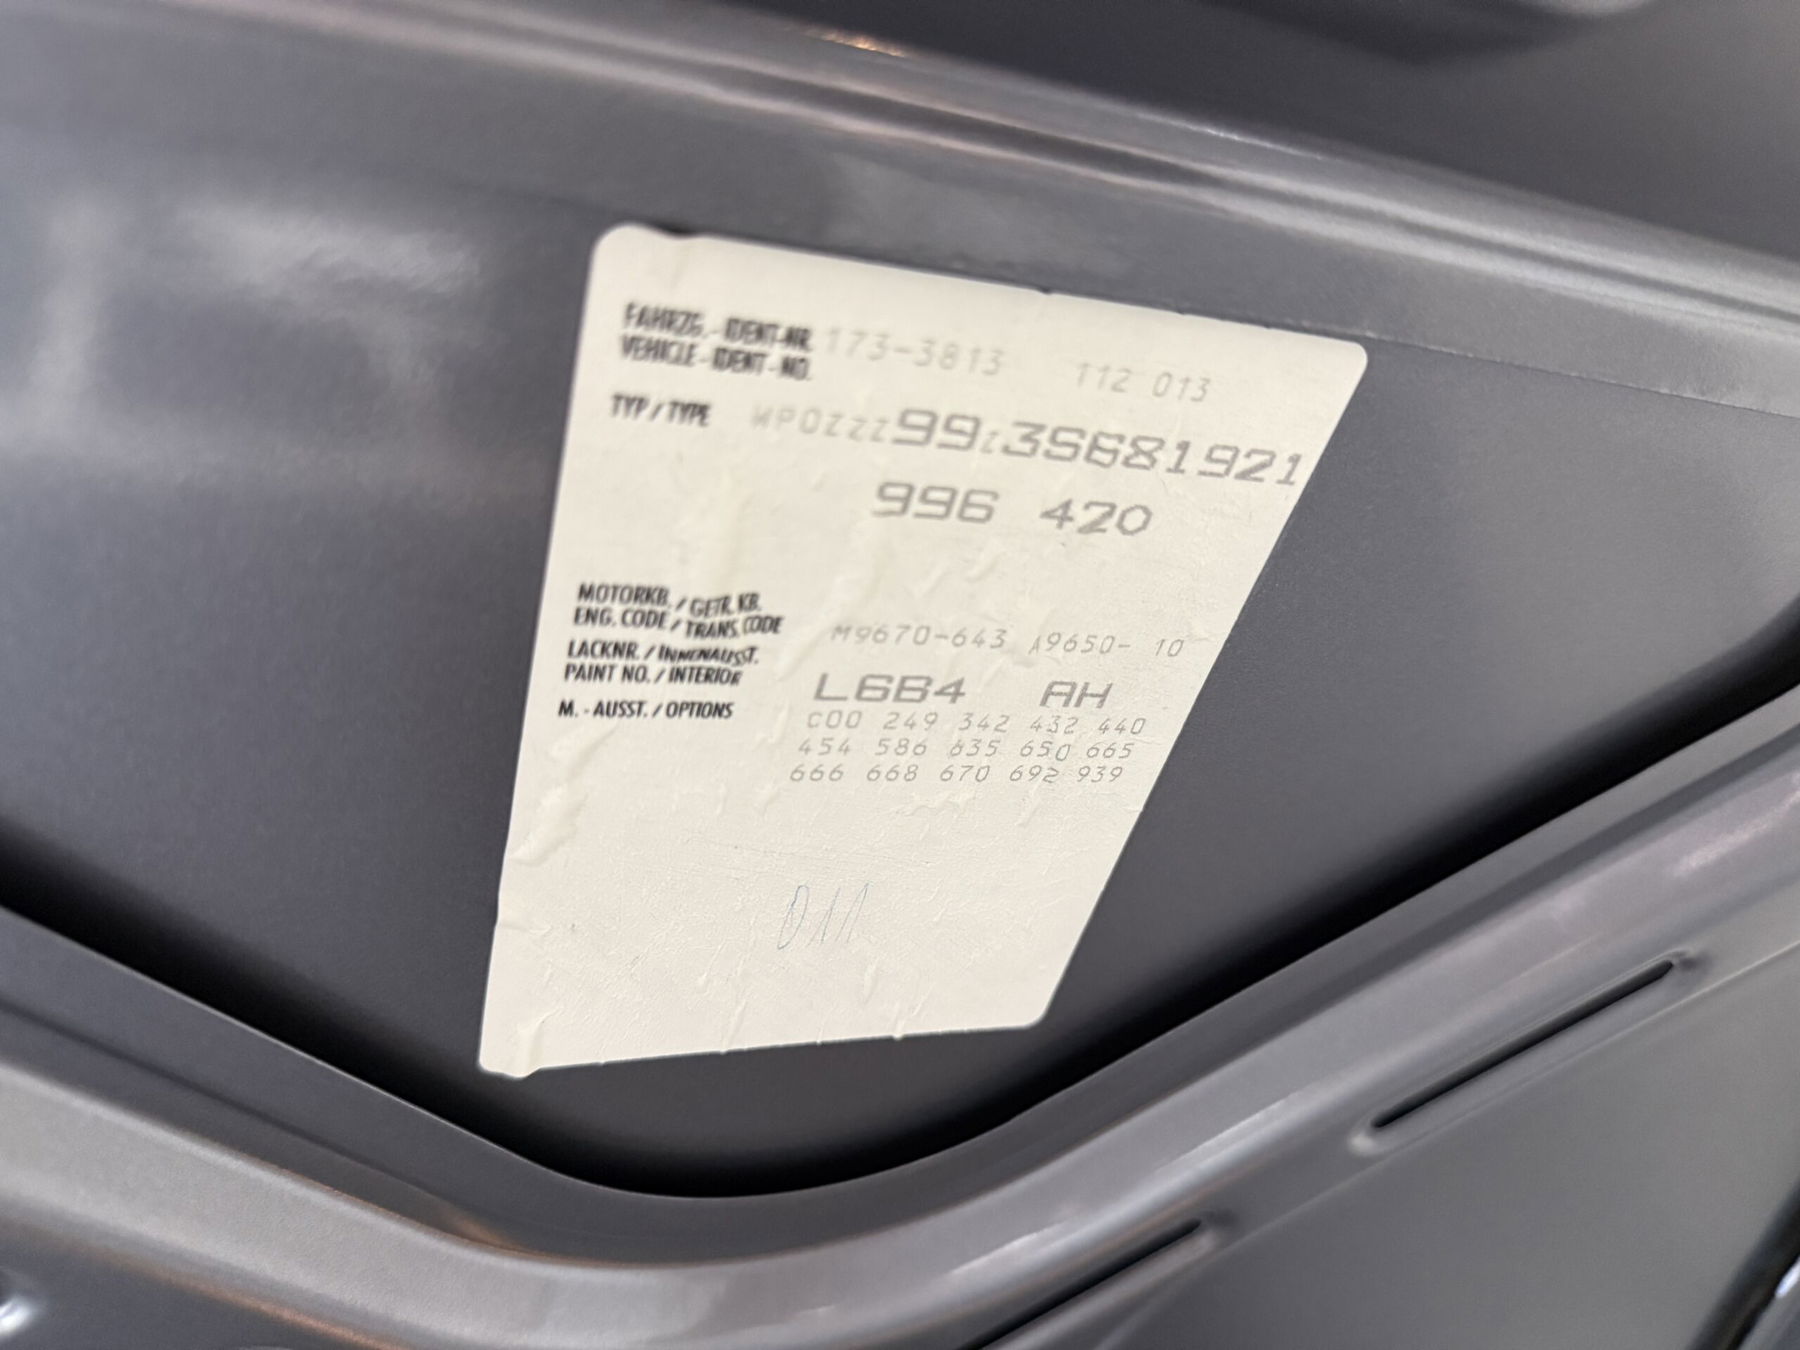 FAHRZG.-IDENT-NR. 173-3813 112 013
VEHICLE-IDENT-NO.
TYP/TYPE WP0ZZZ99Z3S681921
996 420
MOTORKB./GETR.KB.
ENG. CODE/TRANS.CODE M9670-643 A9650- 10
LACKNR./INNENAUSST.
PAINT NO./INTERIOR L6B4 AH
M.-AUSST./OPTIONS C00 249 342 432 440
454 586 635 650 665
666 668 670 692 939
011